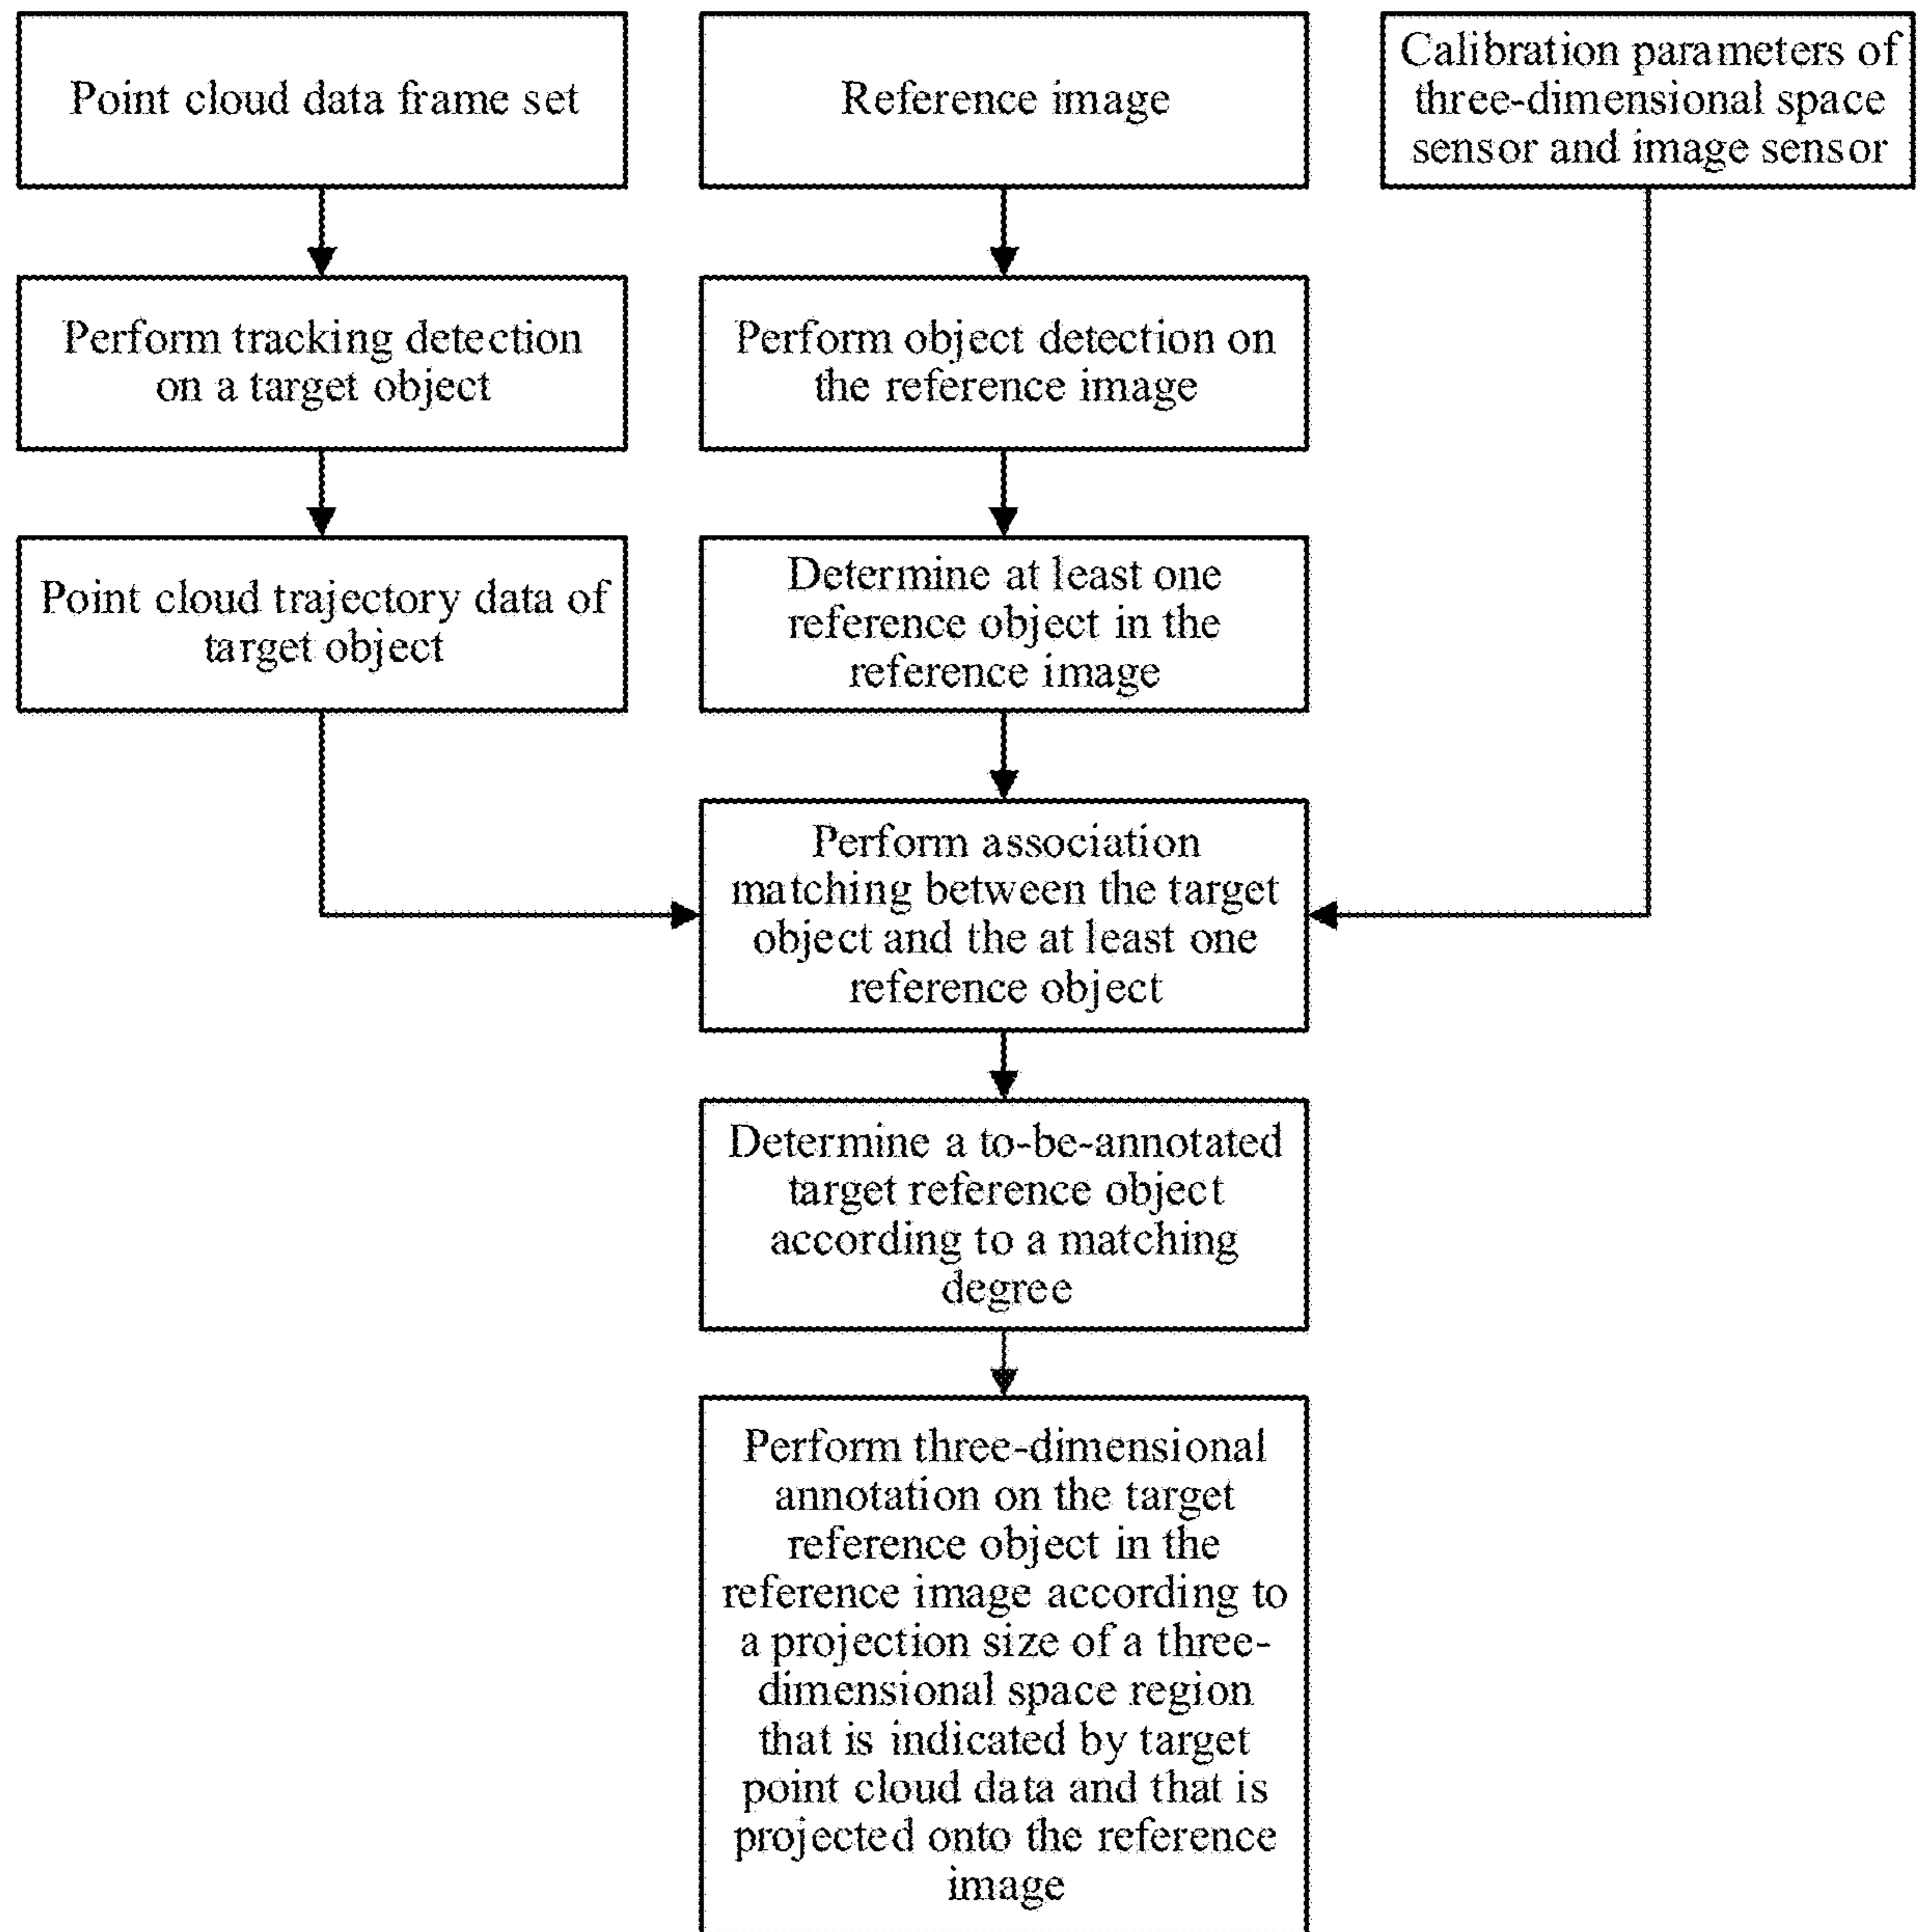 Point cloud data frame set
Reference image
Calibration parameters of
three-dimensional space
sensor and image sensor
Perform tracking detection
on a target object
Perform object detection on
the reference image
Point cloud trajectory data of
target object
Determine at least one
reference object in the
reference image
Perform association
matching between the target
object and the at least one
reference object
Determine a to-be-annotated
target reference object
according to a matching
degree
Perform three-dimensional
annotation on the target
reference object in the
reference image according to
a projection size of a three-
dimensional space region
that is indicated by target
point cloud data and that is
projected onto the reference
image